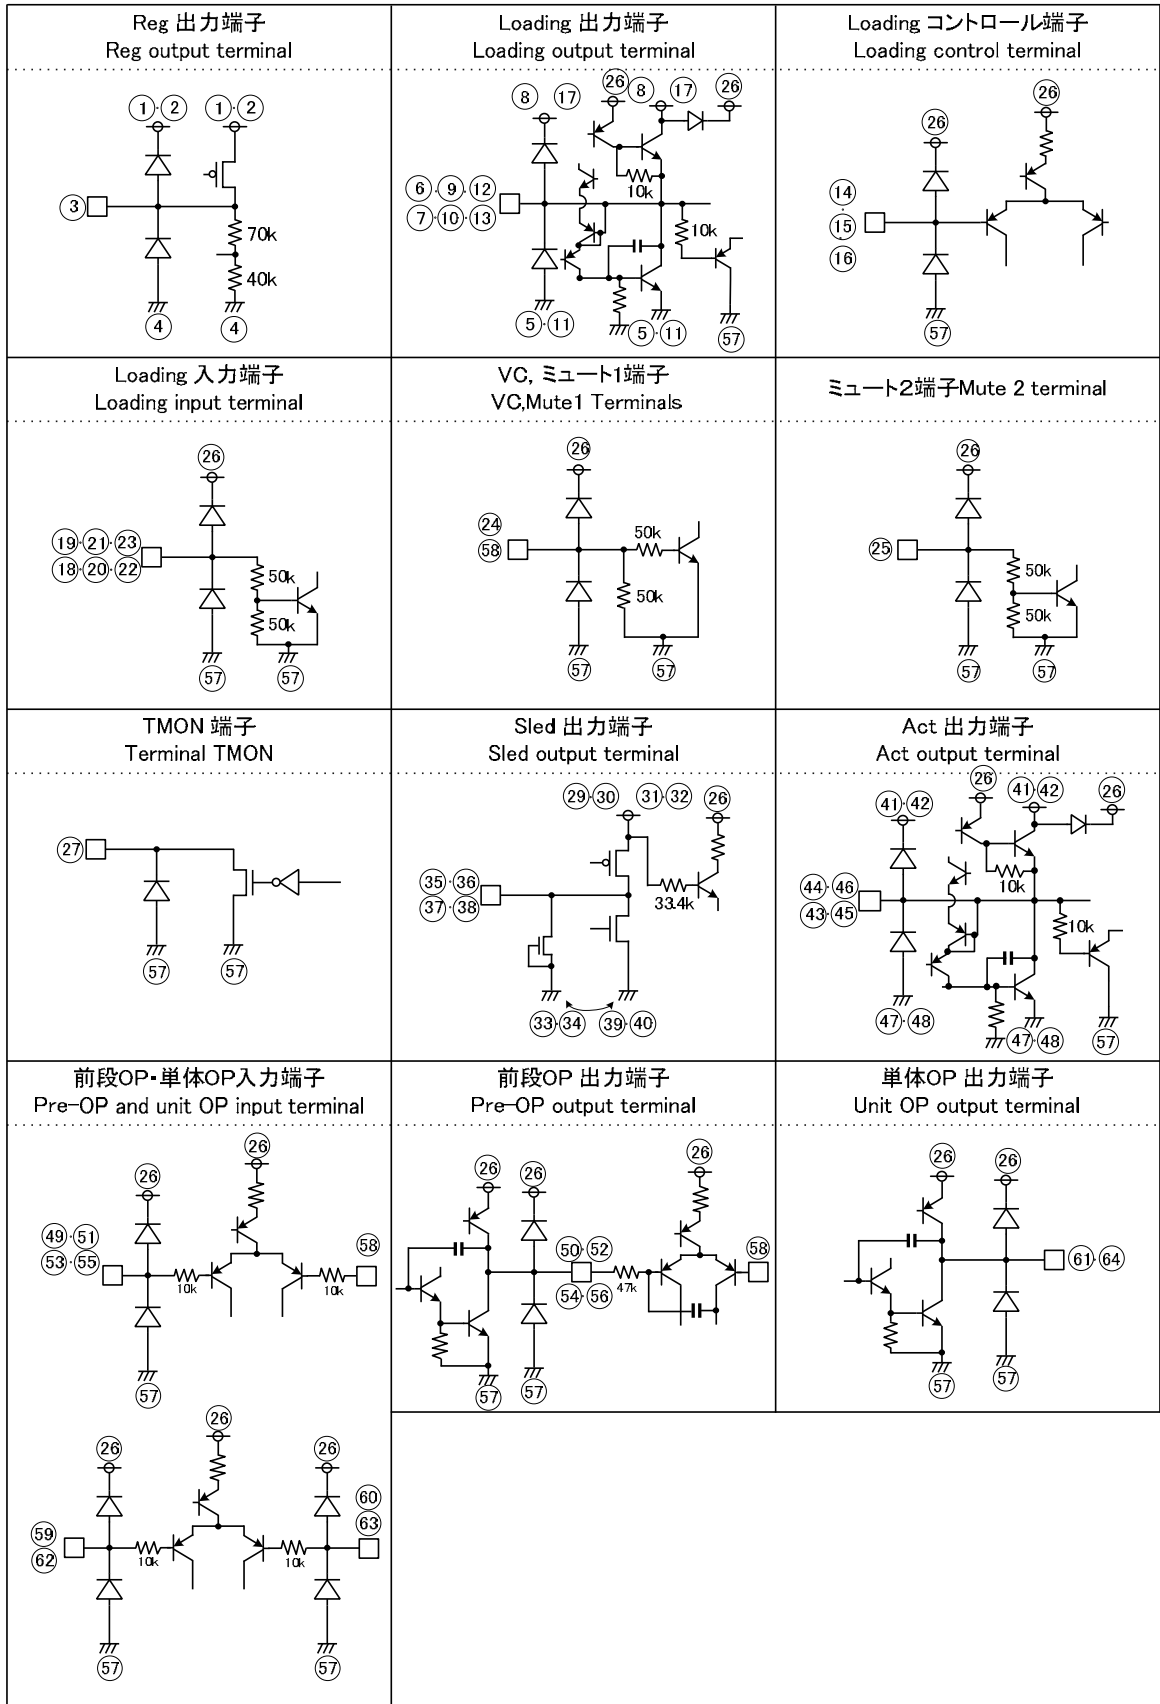 Reg 出力端子
Reg output terminal
1・2 1・2
3
70k
40k
4 4
Loading 出力端子
Loading output terminal
8 17 26 8 17 26
10k
6・9・12
7・10・13
10k
5・11 5・11 57
Loading コントロール端子
Loading control terminal
26
26
14
・
15
・
16
57
Loading 入力端子
Loading input terminal
26
19・21・23
18・20・22
50k
50k
57 57
VC, ミュート1端子
VC,Mute1 Terminals
26
24
58
50k
50k
57 57
ミュート2端子Mute 2 terminal
26
25
50k
50k
57 57
TMON 端子
Terminal TMON
27
57 57
Sled 出力端子
Sled output terminal
29・30 31・32 26
35・36
37・38
33.4k
33・34 39・40
Act 出力端子
Act output terminal
26 41・42 26
41・42
10k
44・46
43・45
10k
47・48 47・48 57
前段OP・単体OP入力端子
Pre-OP and unit OP input terminal
26
26
49・51
53・55
58
10k 10k
57
26
26 26
60
63
59
62
10k 10k
57 57
前段OP 出力端子
Pre-OP output terminal
26
26 26
50・52
54・56
47k
58
57 57
単体OP 出力端子
Unit OP output terminal
26 26
61・64
57 57